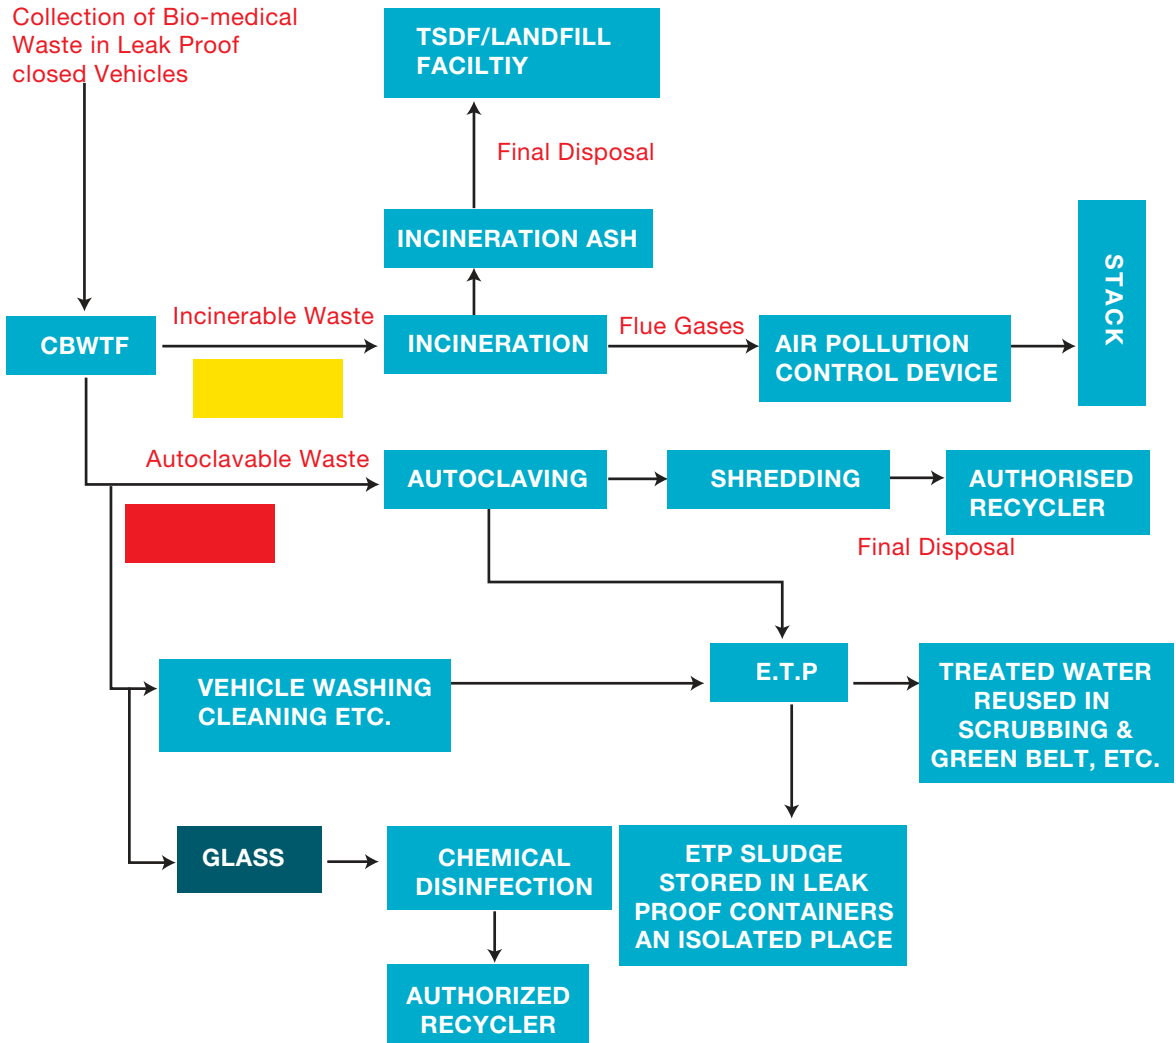 Collection of Bio-medical
Waste in Leak Proof
closed Vehicles
TSDF/LANDFILL
FACILTIY
Final Disposal
INCINERATION ASH
STACK
CBWTF
Incinerable Waste
INCINERATION
Flue Gases
AIR POLLUTION
CONTROL DEVICE
Autoclavable Waste
AUTOCLAVING
SHREDDING
AUTHORISED
RECYCLER
Final Disposal
VEHICLE WASHING
CLEANING ETC.
E.T.P
TREATED WATER
REUSED IN
SCRUBBING &
GREEN BELT, ETC.
GLASS
CHEMICAL
DISINFECTION
ETP SLUDGE
STORED IN LEAK
PROOF CONTAINERS
AN ISOLATED PLACE
AUTHORIZED
RECYCLER